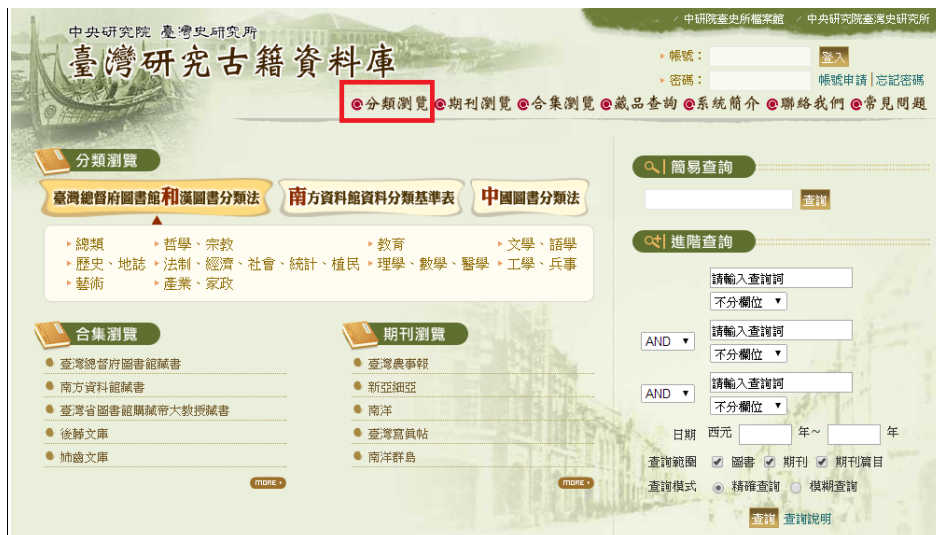 中研院臺史所檔案館 中央研究院臺灣史研究所
中央研究院 臺灣史研究所
臺灣研究古籍資料庫
帳號： 登入
密碼： 帳號申請 | 忘記密碼
分類瀏覽 期刊瀏覽 合集瀏覽 藏品查詢 系統簡介 聯絡我們 常見問題
分類瀏覽
臺灣總督府圖書館和漢圖書分類法 南方資料館資料分類基準表 中國圖書分類法
總類 哲學、宗教 教育 文學、語學
歷史、地誌 法制、經濟、社會、統計、植民 理學、數學、醫學 工學、兵事
藝術 產業、家政
合集瀏覽
臺灣總督府圖書館藏書
南方資料館藏書
臺灣省圖書館購藏帝大教授藏書
後藤文庫
姉齒文庫
more
期刊瀏覽
臺灣農事報
新亞細亞
南洋
臺灣寫真帖
南洋群島
more
簡易查詢
查詢
進階查詢
請輸入查詢詞
不分欄位
AND 請輸入查詢詞
不分欄位
AND 請輸入查詢詞
不分欄位
日期 西元 年~ 年
查詢範圍 圖書 期刊 期刊篇目
查詢模式 精確查詢 模期查詢
查詢 查詢說明